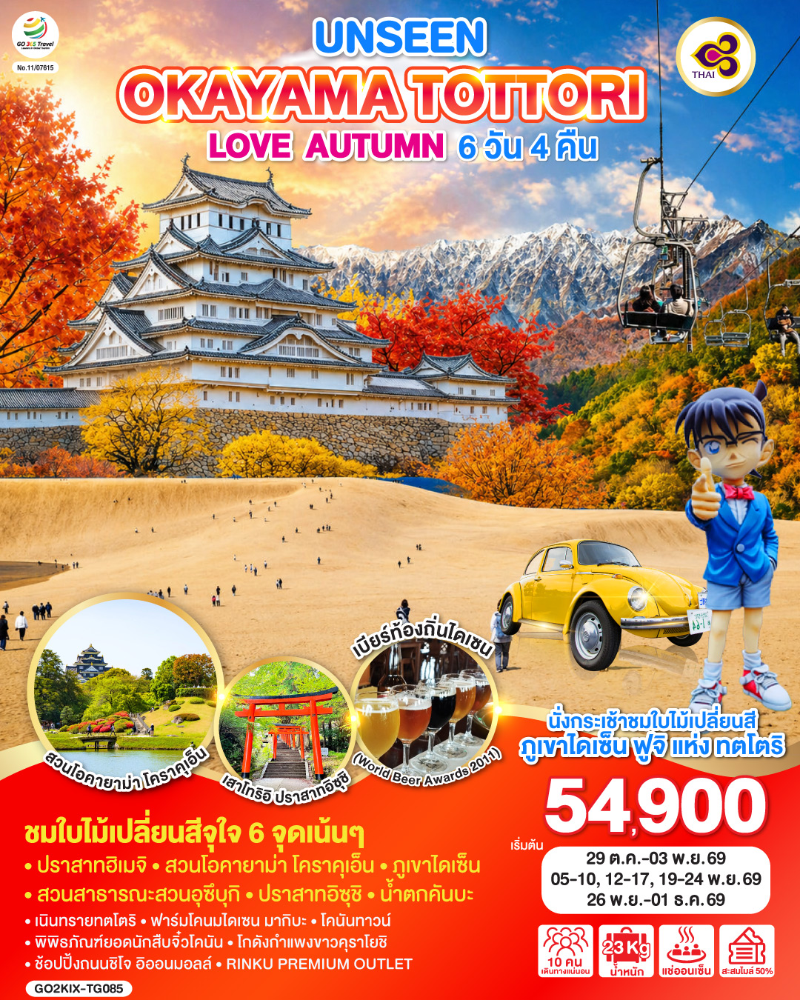 GO 365 Travel
Leaders in Global Tourism
No.11/07615
UNSEEN
OKAYAMA TOTTORI
LOVE AUTUMN 6 วัน 4 คืน
THAI
สวนโอคายาม่า โคราคุเอ็น
เสาโทริอิ ปราสาทอิซุชิ
เบียร์ท้องถิ่นไดเซน
(World Beer Awards 2011)
นั่งกระเช้าชมใบไม้เปลี่ยนสี
ภูเขาไดเซ็น ฟูจิ แห่ง ทตโตริ
เริ่มต้น
54,900
29 ต.ค.-03 พ.ย. 69
05-10, 12-17, 19-24 พ.ย. 69
26 พ.ย.-01 ธ.ค. 69
ชมใบไม้เปลี่ยนสีจุใจ 6 จุดเน้นๆ
• ปราสาทฮิเมจิ • สวนโอคายาม่า โคราคุเอ็น • ภูเขาไดเซ็น
• สวนสาธารณะสวนอุซึบุกิ • ปราสาทอิซุชิ • น้ำตกคันบะ
• เนินทรายทตโตริ • ฟาร์มโคนมไดเซน มากิบะ • โคนันทาวน์
• พิพิธภัณฑ์ยอดนักสืบจิ๋วโคนัน • โกดังกำแพงขาวคุราโยชิ
• ช้อปปิ้งถนนชิโจ อิออนมอลล์ • RINKU PREMIUM OUTLET
10 คน
เดินทางแน่นอน
23 Kg
น้ำหนัก
แช่ออนเซ็น
สะสมไมล์ 50%
GO2KIX-TG085